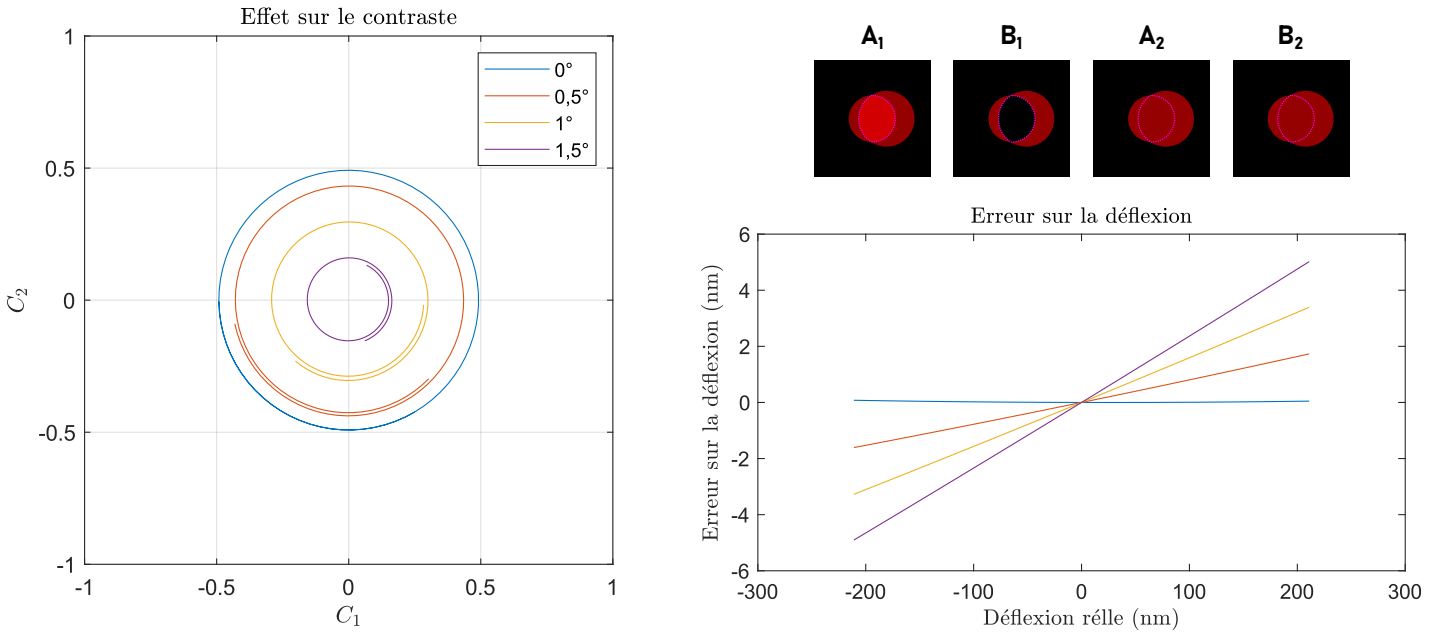 Effet sur le contraste
1
0.5
0
-0.5
-1
-1
-0.5
0
0.5
1
C₂
C₁
0°
0,5°
1°
1,5°
A₁
B₁
A₂
B₂
Erreur sur la déflexion
6
4
2
0
-2
-4
-6
-300
-200
-100
0
100
200
300
Erreur sur la déflexion (nm)
Déflexion rélle (nm)